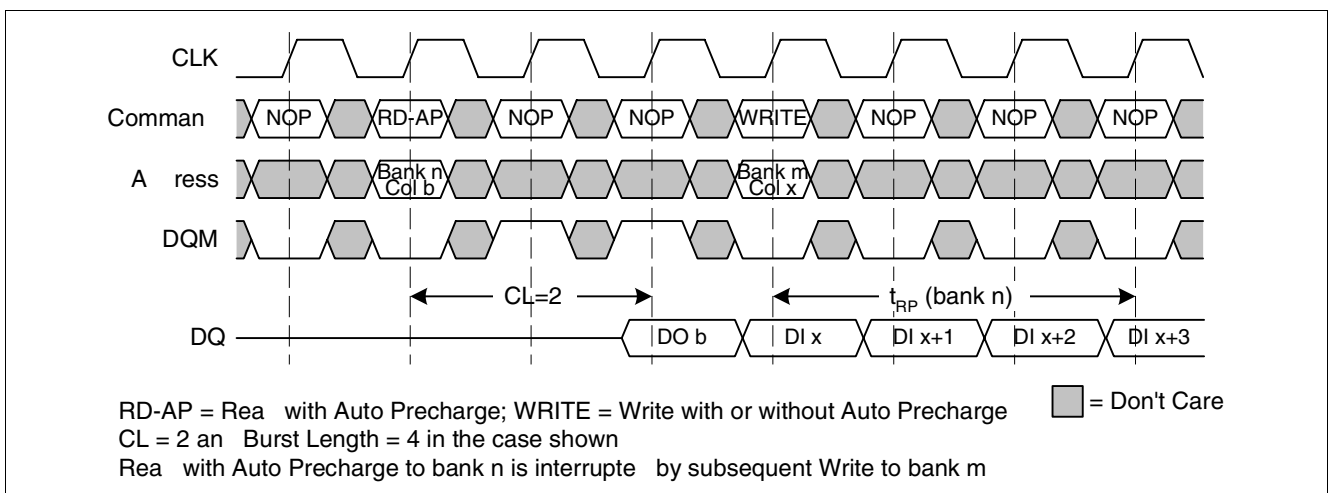 CLK
Comman NOP RD-AP NOP NOP WRITE NOP NOP NOP
A ress Bank n Col b Bank m Col x
DQM
CL=2 tRP (bank n)
DQ DO b DI x DI x+1 DI x+2 DI x+3
RD-AP = Rea with Auto Precharge; WRITE = Write with or without Auto Precharge = Don't Care
CL = 2 an Burst Length = 4 in the case shown
Rea with Auto Precharge to bank n is interrupte by subsequent Write to bank m